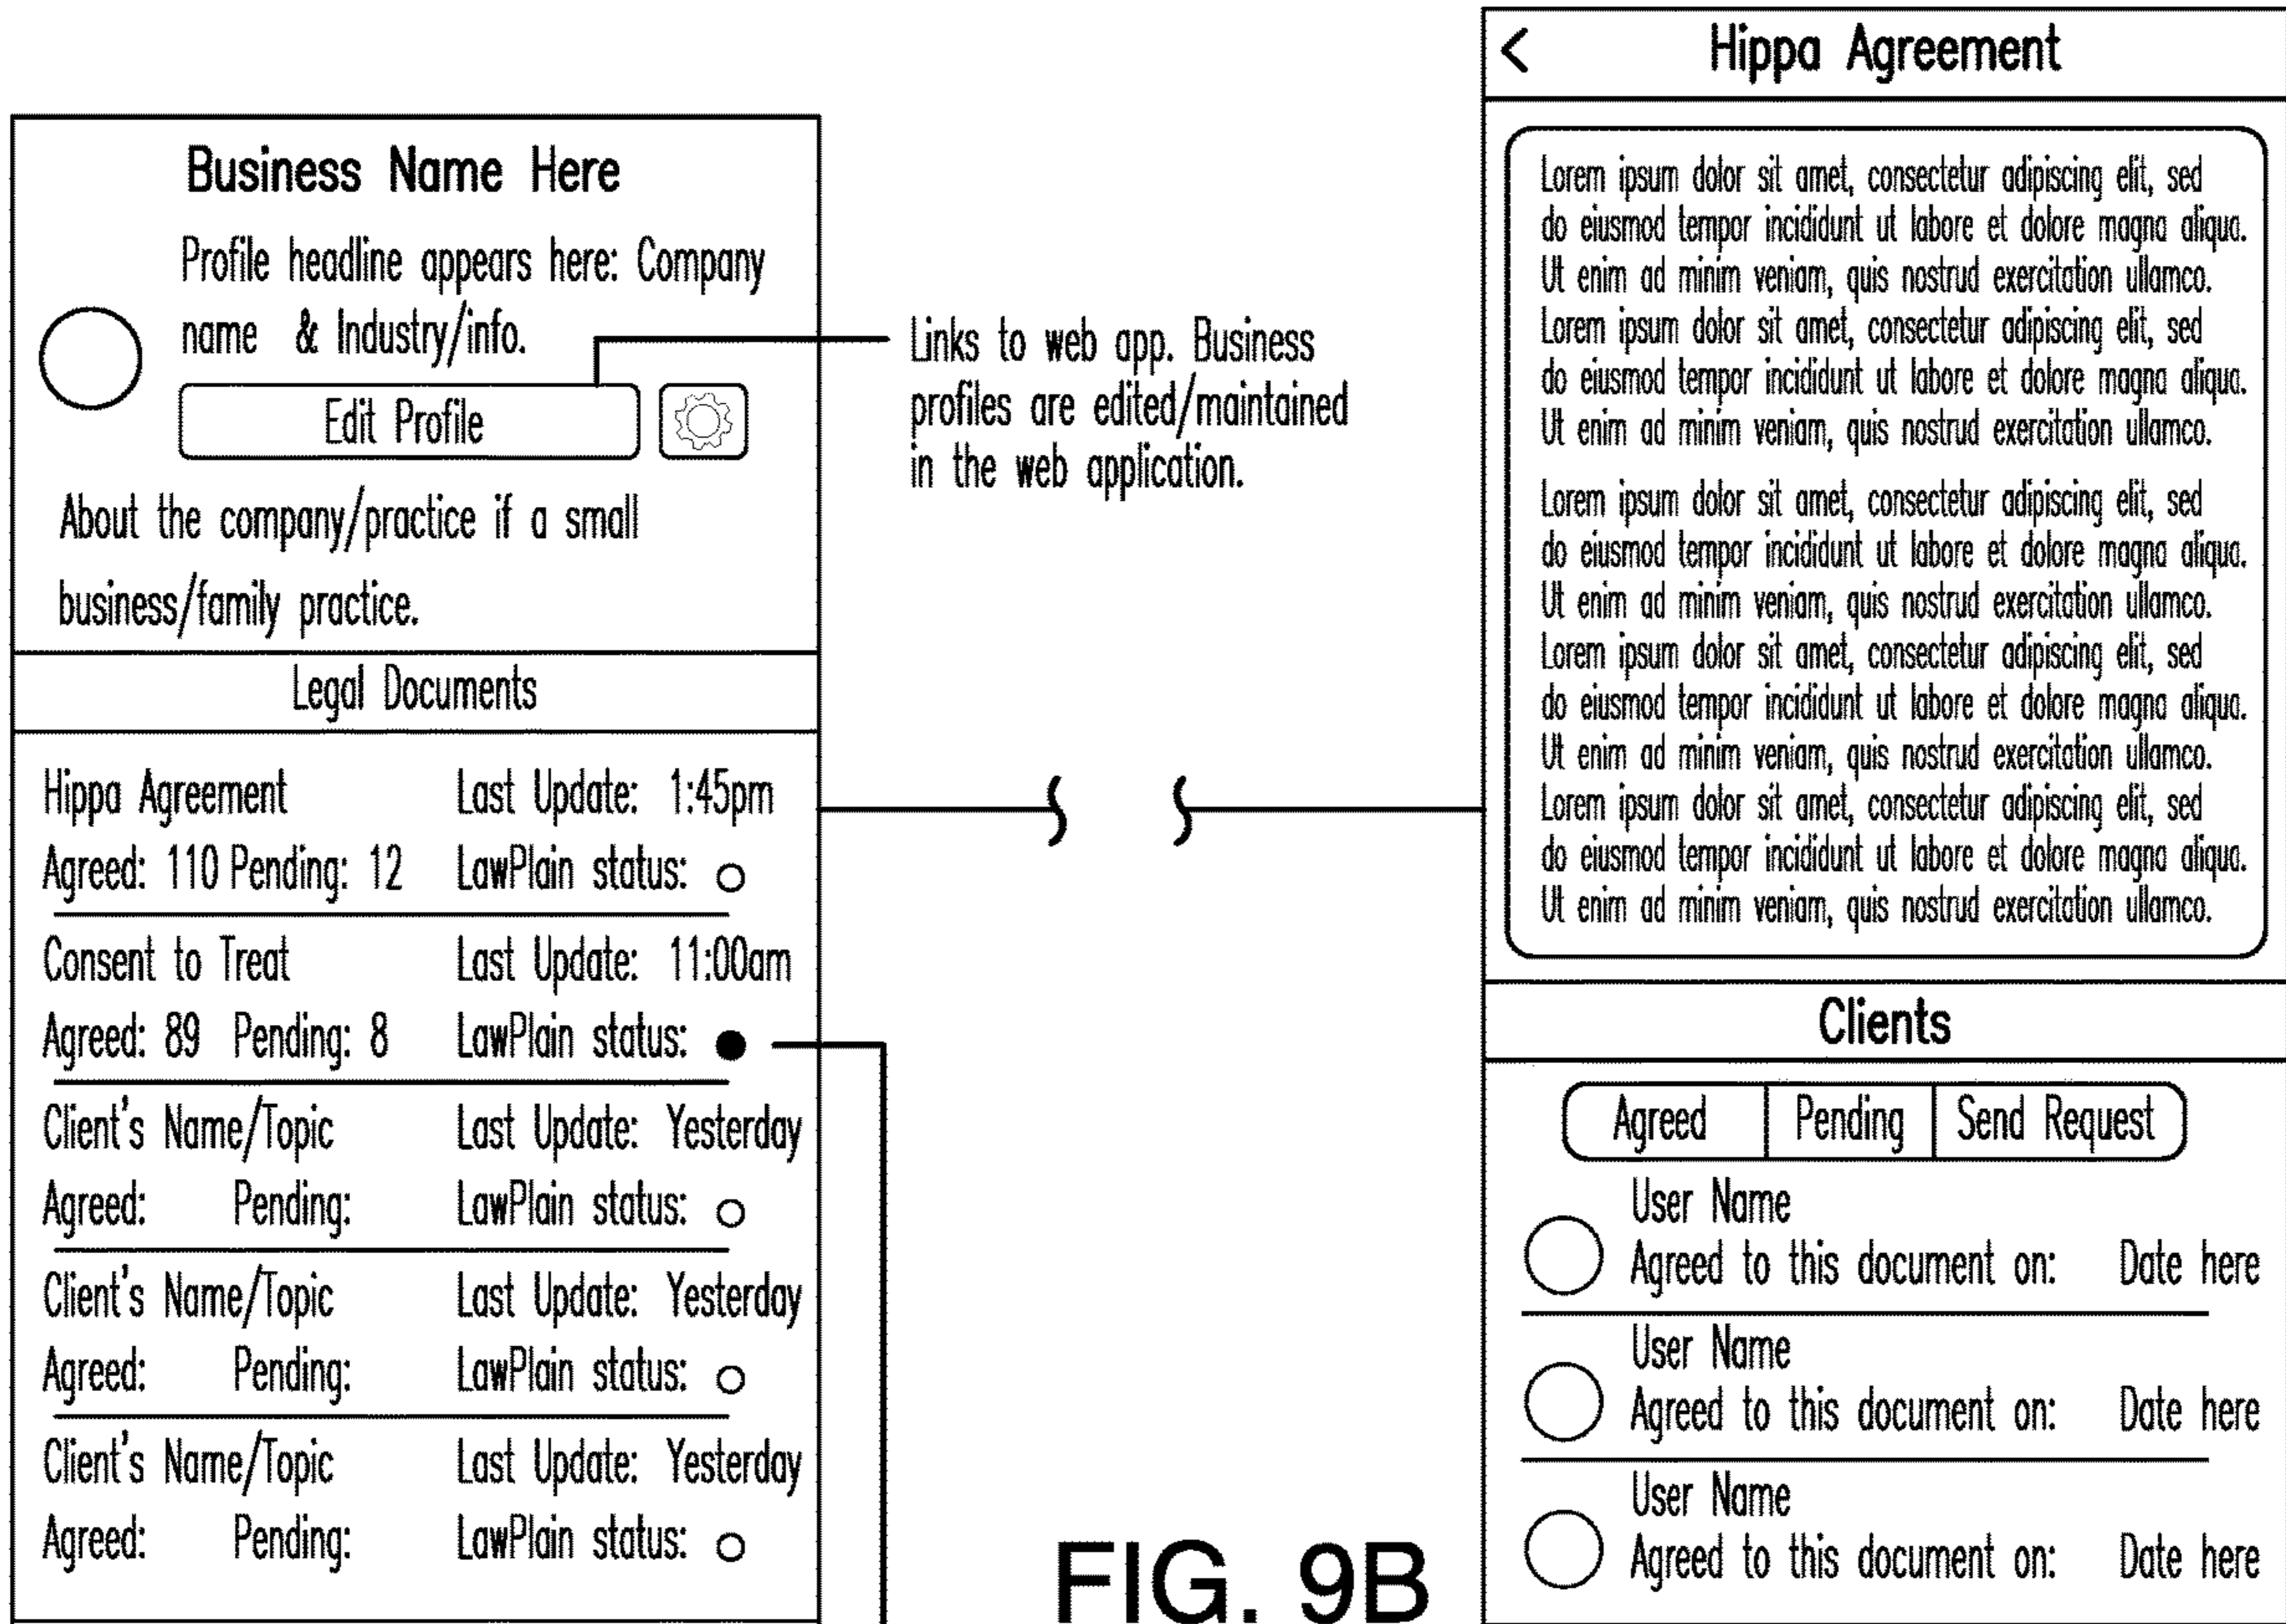 Business Name Here
Profile headline appears here: Company
name & Industry/info.
Edit Profile
About the company/practice if a small
business/family practice.
Legal Documents
Hippa Agreement Last Update: 1:45pm
Agreed: 110 Pending: 12 LawPlain status:
Consent to Treat Last Update: 11:00am
Agreed: 89 Pending: 8 LawPlain status:
Client's Name/Topic Last Update: Yesterday
Agreed: Pending: LawPlain status:
Client's Name/Topic Last Update: Yesterday
Agreed: Pending: LawPlain status:
Client's Name/Topic Last Update: Yesterday
Agreed: Pending: LawPlain status:
Links to web app. Business
profiles are edited/maintained
in the web application.
< Hippa Agreement
Lorem ipsum dolor sit amet, consectetur adipiscing elit, sed
do eiusmod tempor incididunt ut labore et dolore magna aliqua.
Ut enim ad minim veniam, quis nostrud exercitation ullamco.
Lorem ipsum dolor sit amet, consectetur adipiscing elit, sed
do eiusmod tempor incididunt ut labore et dolore magna aliqua.
Ut enim ad minim veniam, quis nostrud exercitation ullamco.
Lorem ipsum dolor sit amet, consectetur adipiscing elit, sed
do eiusmod tempor incididunt ut labore et dolore magna aliqua.
Ut enim ad minim veniam, quis nostrud exercitation ullamco.
Lorem ipsum dolor sit amet, consectetur adipiscing elit, sed
do eiusmod tempor incididunt ut labore et dolore magna aliqua.
Ut enim ad minim veniam, quis nostrud exercitation ullamco.
Lorem ipsum dolor sit amet, consectetur adipiscing elit, sed
do eiusmod tempor incididunt ut labore et dolore magna aliqua.
Ut enim ad minim veniam, quis nostrud exercitation ullamco.
Clients
Agreed Pending Send Request
User Name
Agreed to this document on: Date here
User Name
Agreed to this document on: Date here
User Name
Agreed to this document on: Date here
FIG. 9B